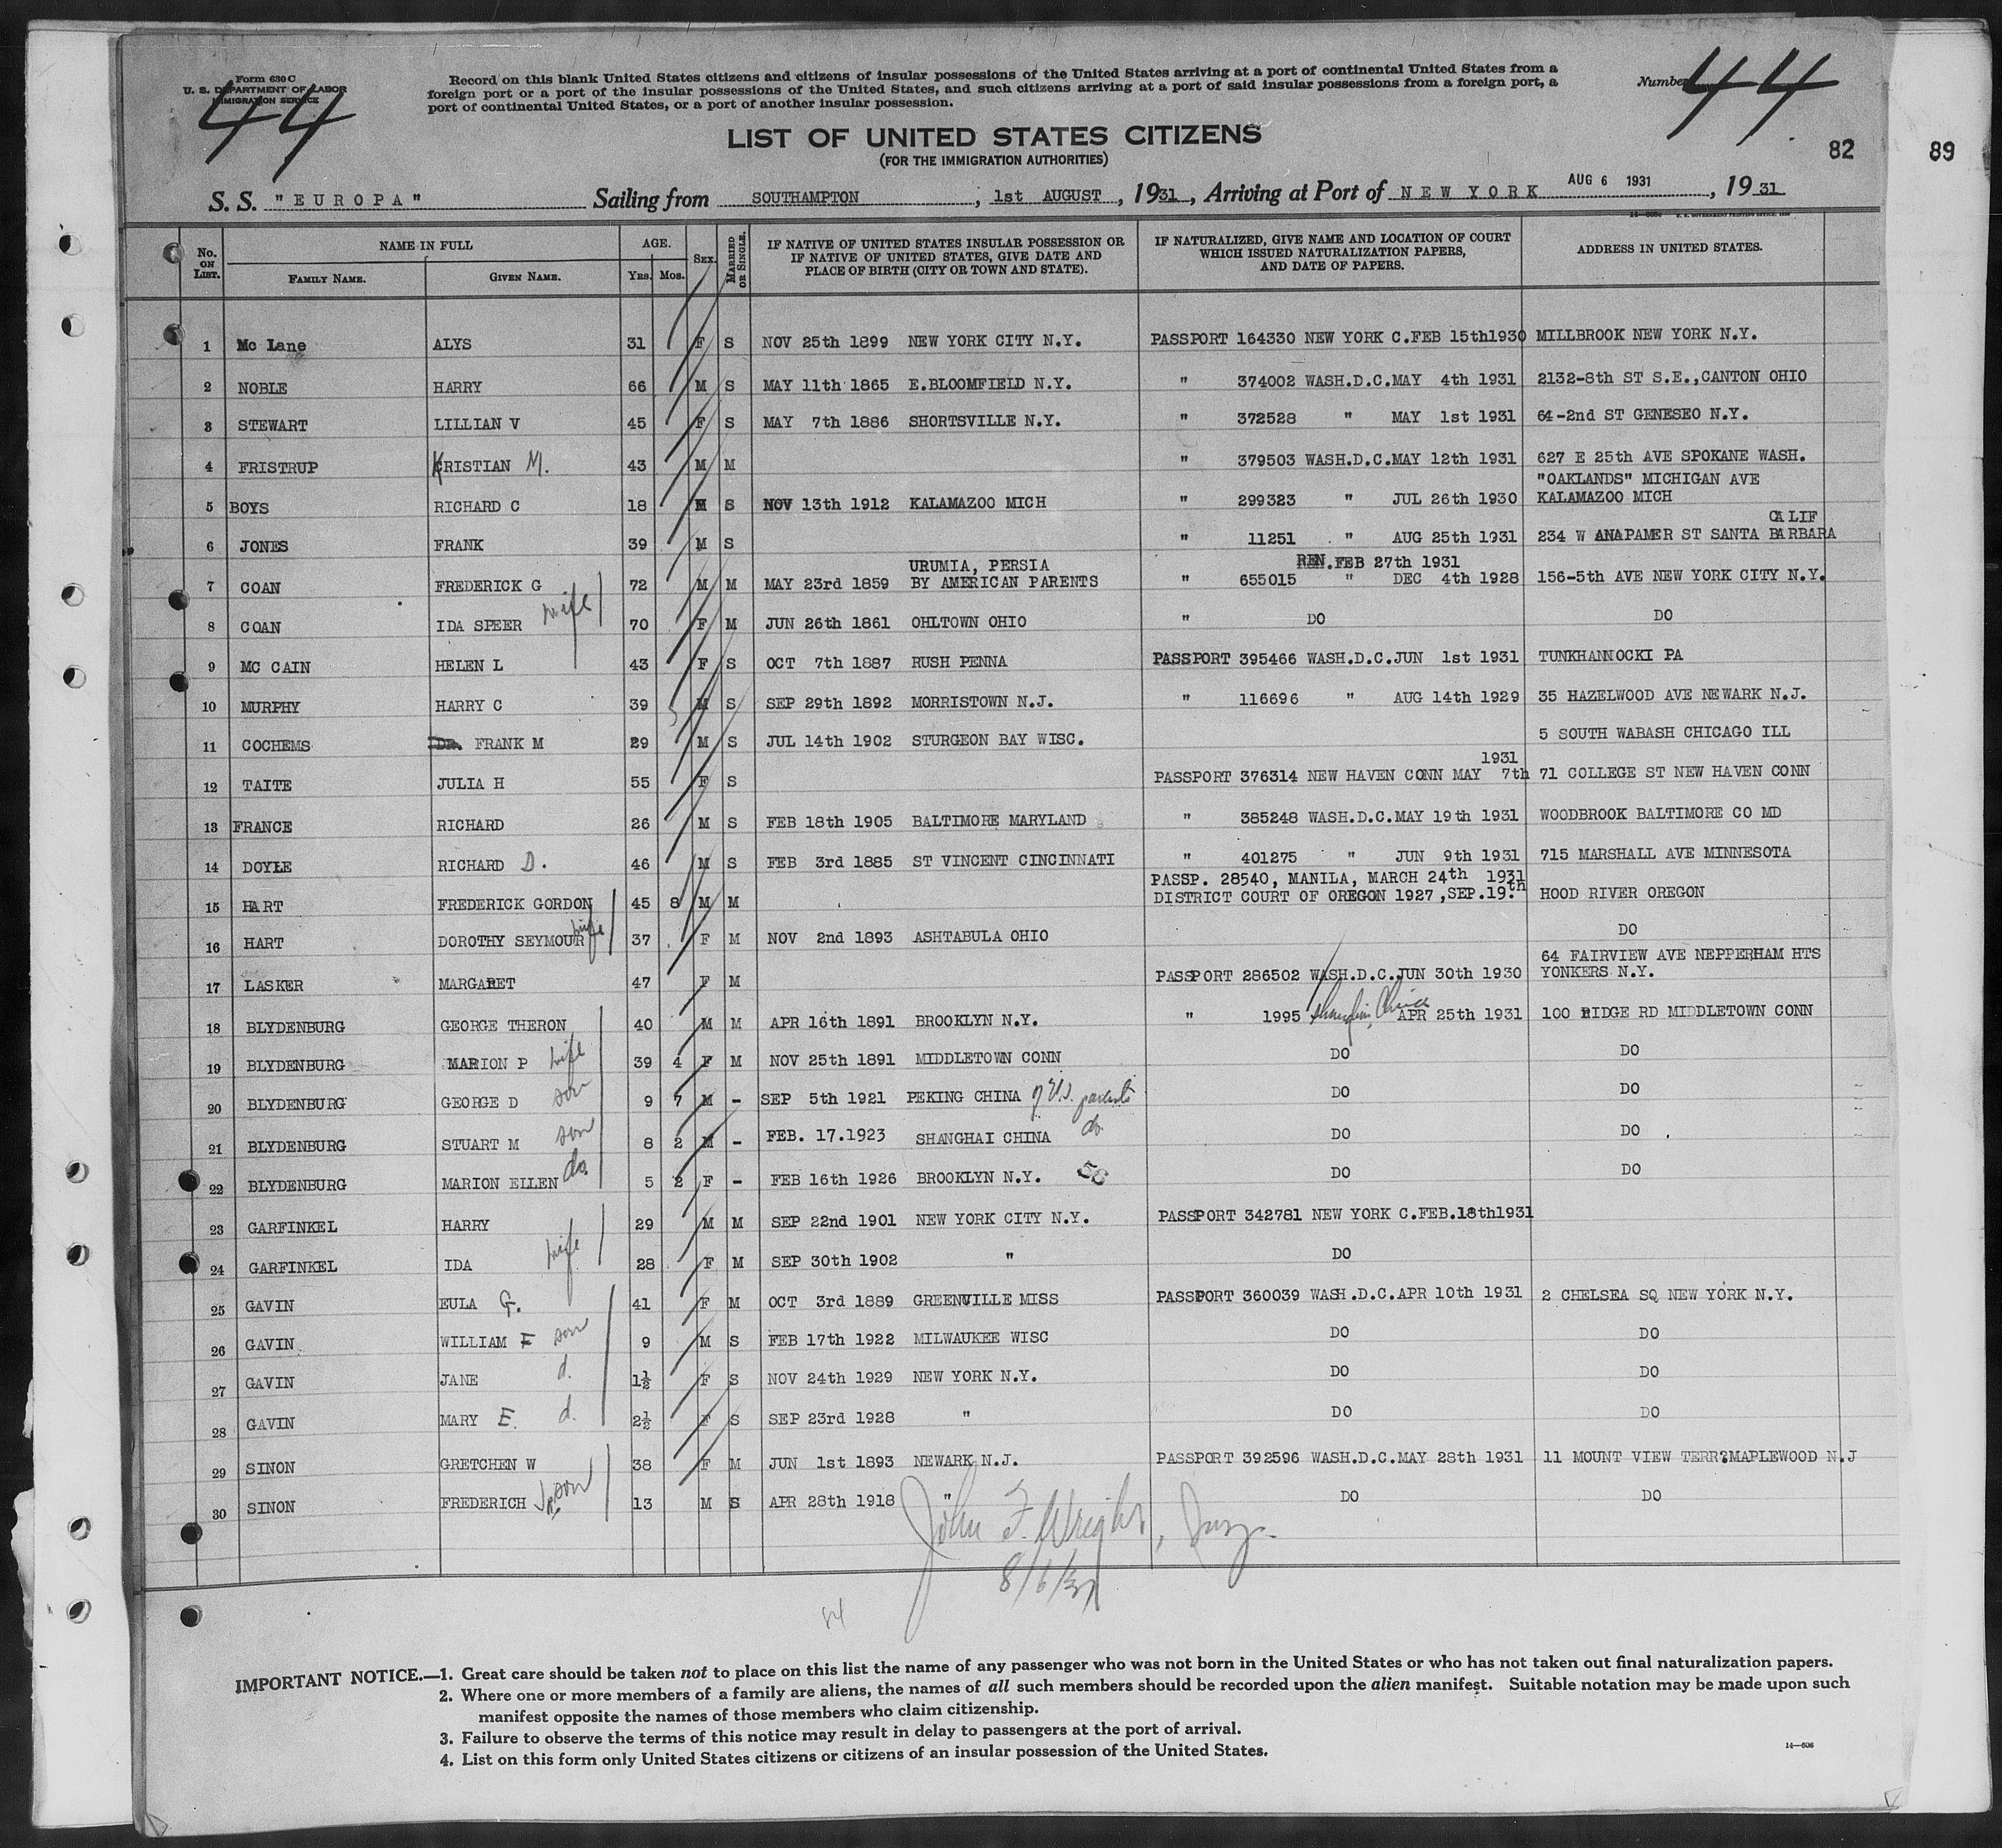 Form 630 C
U. S. DEPARTMENT OF LABOR
IMMIGRATION SERVICE
44
Record on this blank United States citizens and citizens of insular possessions of the United States arriving at a port of continental United States from a
foreign port or a port of the insular possessions of the United States, and such citizens arriving at a port of said insular possessions from a foreign port, a
port of continental United States, or a port of another insular possession.
Number 44
LIST OF UNITED STATES CITIZENS
(FOR THE IMMIGRATION AUTHORITIES)
82
89
S. S. "EUROPA" Sailing from SOUTHAMPTON, 1st AUGUST, 1931, Arriving at Port of NEW YORK AUG 6 1931, 1931
No. ON LIST. NAME IN FULL FAMILY NAME. GIVEN NAME. AGE. YRS. MOS. SEX. MARRIED OR SINGLE.
IF NATIVE OF UNITED STATES INSULAR POSSESSION OR
IF NATIVE OF UNITED STATES, GIVE DATE AND
PLACE OF BIRTH (CITY OR TOWN AND STATE).
IF NATURALIZED, GIVE NAME AND LOCATION OF COURT
WHICH ISSUED NATURALIZATION PAPERS,
AND DATE OF PAPERS.
ADDRESS IN UNITED STATES.
1 Mc Lane ALYS 31 F S NOV 25th 1899 NEW YORK CITY N.Y. PASSPORT 164330 NEW YORK C.FEB 15th1930 MILLBROOK NEW YORK N.Y.
2 NOBLE HARRY 66 M S MAY 11th 1865 E.BLOOMFIELD N.Y. " 374002 WASH.D.C.MAY 4th 1931 2132-8th ST S.E.,CANTON OHIO
3 STEWART LILLIAN V 45 F S MAY 7th 1886 SHORTSVILLE N.Y. " 372528 " MAY 1st 1931 64-2nd ST GENESEO N.Y.
4 FRISTRUP KRISTIAN M. 43 M M " 379503 WASH.D.C.MAY 12th 1931 627 E 25th AVE SPOKANE WASH.
"OAKLANDS" MICHIGAN AVE
5 BOYS RICHARD C 18 M S NOV 13th 1912 KALAMAZOO MICH " 299323 " JUL 26th 1930 KALAMAZOO MICH
CALIF
6 JONES FRANK 39 M S " 11251 " AUG 25th 1931 234 W ANAPAMER ST SANTA BARBARA
URUMIA, PERSIA REN.FEB 27th 1931
7 COAN FREDERICK G 72 M M MAY 23rd 1859 BY AMERICAN PARENTS " 655015 " DEC 4th 1928 156-5th AVE NEW YORK CITY N.Y.
8 COAN IDA SPEER wife 70 F M JUN 26th 1861 OHLTOWN OHIO " DO DO
9 MC CAIN HELEN L 43 F S OCT 7th 1887 RUSH PENNA PASSPORT 395466 WASH.D.C.JUN 1st 1931 TUNKHANNOCKI PA
10 MURPHY HARRY C 39 M S SEP 29th 1892 MORRISTOWN N.J. " 116696 " AUG 14th 1929 35 HAZELWOOD AVE NEWARK N.J.
11 COCHEMS FRANK M 29 M S JUL 14th 1902 STURGEON BAY WISC. 5 SOUTH WABASH CHICAGO ILL
1931
12 TAITE JULIA H 55 F S PASSPORT 376314 NEW HAVEN CONN MAY 7th 71 COLLEGE ST NEW HAVEN CONN
13 FRANCE RICHARD 26 M S FEB 18th 1905 BALTIMORE MARYLAND " 385248 WASH.D.C.MAY 19th 1931 WOODBROOK BALTIMORE CO MD
14 DOYLE RICHARD D. 46 M S FEB 3rd 1885 ST VINCENT CINCINNATI " 401275 " JUN 9th 1931 715 MARSHALL AVE MINNESOTA
PASSP. 28540, MANILA, MARCH 24th 1931
15 HART FREDERICK GORDON 45 8 M M DISTRICT COURT OF OREGON 1927,SEP.19.th HOOD RIVER OREGON
16 HART DOROTHY SEYMOUR wife 37 F M NOV 2nd 1893 ASHTABULA OHIO DO
64 FAIRVIEW AVE NEPPERHAM HTS
17 LASKER MARGARET 47 F M PASSPORT 286502 WASH.D.C.JUN 30th 1930 YONKERS N.Y.
18 BLYDENBURG GEORGE THERON 40 M M APR 16th 1891 BROOKLYN N.Y. " 1995 China APR 25th 1931 100 RIDGE RD MIDDLETOWN CONN
19 BLYDENBURG MARION P wife 39 4 F M NOV 25th 1891 MIDDLETOWN CONN DO DO
20 BLYDENBURG GEORGE D son 9 7 M - SEP 5th 1921 PEKING CHINA of U.S. parents DO DO
21 BLYDENBURG STUART M son 8 2 M - FEB. 17.1923 SHANGHAI CHINA do DO DO
22 BLYDENBURG MARION ELLEN do. 5 2 F - FEB 16th 1926 BROOKLYN N.Y. DO DO
23 GARFINKEL HARRY 29 M M SEP 22nd 1901 NEW YORK CITY N.Y. PASSPORT 342781 NEW YORK C.FEB.18th1931
24 GARFINKEL IDA wife 28 F M SEP 30th 1902 " DO
25 GAVIN EULA G. 41 F M OCT 3rd 1889 GREENVILLE MISS PASSPORT 360039 WASH.D.C.APR 10th 1931 2 CHELSEA SQ NEW YORK N.Y.
26 GAVIN WILLIAM F son 9 M S FEB 17th 1922 MILWAUKEE WISC DO DO
27 GAVIN JANE d. 1½ F S NOV 24th 1929 NEW YORK N.Y. DO DO
28 GAVIN MARY E. d. 2½ F S SEP 23rd 1928 " DO DO
29 SINON GRETCHEN W 38 F M JUN 1st 1893 NEWARK N.J. PASSPORT 392596 WASH.D.C.MAY 28th 1931 11 MOUNT VIEW TERR?MAPLEWOOD N.J
30 SINON FREDERICH JR. son 13 M S APR 28th 1918 " DO DO
John F. Wright,
8/6/31
84
IMPORTANT NOTICE.—1. Great care should be taken not to place on this list the name of any passenger who was not born in the United States or who has not taken out final naturalization papers.
2. Where one or more members of a family are aliens, the names of all such members should be recorded upon the alien manifest. Suitable notation may be made upon such
manifest opposite the names of those members who claim citizenship.
3. Failure to observe the terms of this notice may result in delay to passengers at the port of arrival.
4. List on this form only United States citizens or citizens of an insular possession of the United States.
14—606